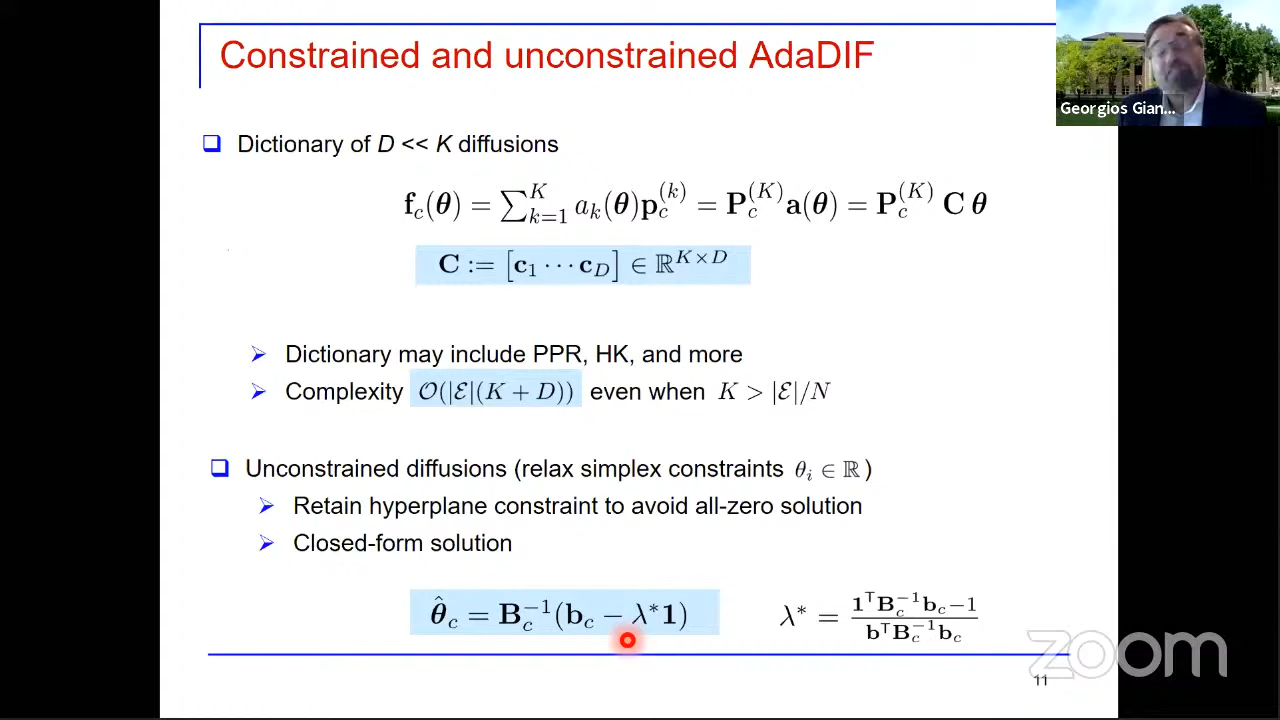 Constrained and unconstrained AdaDIF
Georgios Gian...
Dictionary of D << K diffusions
𝐟_c(𝜽) = ∑_{k=1}^{K} a_k(𝜽)𝐩_c^{(k)} = 𝐏_c^{(K)}𝐚(𝜽) = 𝐏_c^{(K)} 𝐂 𝜽
𝐂 := [𝐜_1 ⋯ 𝐜_D] ∈ ℝ^{K×D}
Dictionary may include PPR, HK, and more
Complexity 𝒪(|ℰ|(K + D)) even when K > |ℰ|/N
Unconstrained diffusions (relax simplex constraints θ_i ∈ ℝ )
Retain hyperplane constraint to avoid all-zero solution
Closed-form solution
𝜽̂_c = 𝐁_c^{−1}(𝐛_c − λ*𝟏) λ* = (𝟏^⊤𝐁_c^{−1}𝐛_c−1)/(𝐛^⊤𝐁_c^{−1}𝐛_c)
zoom
11